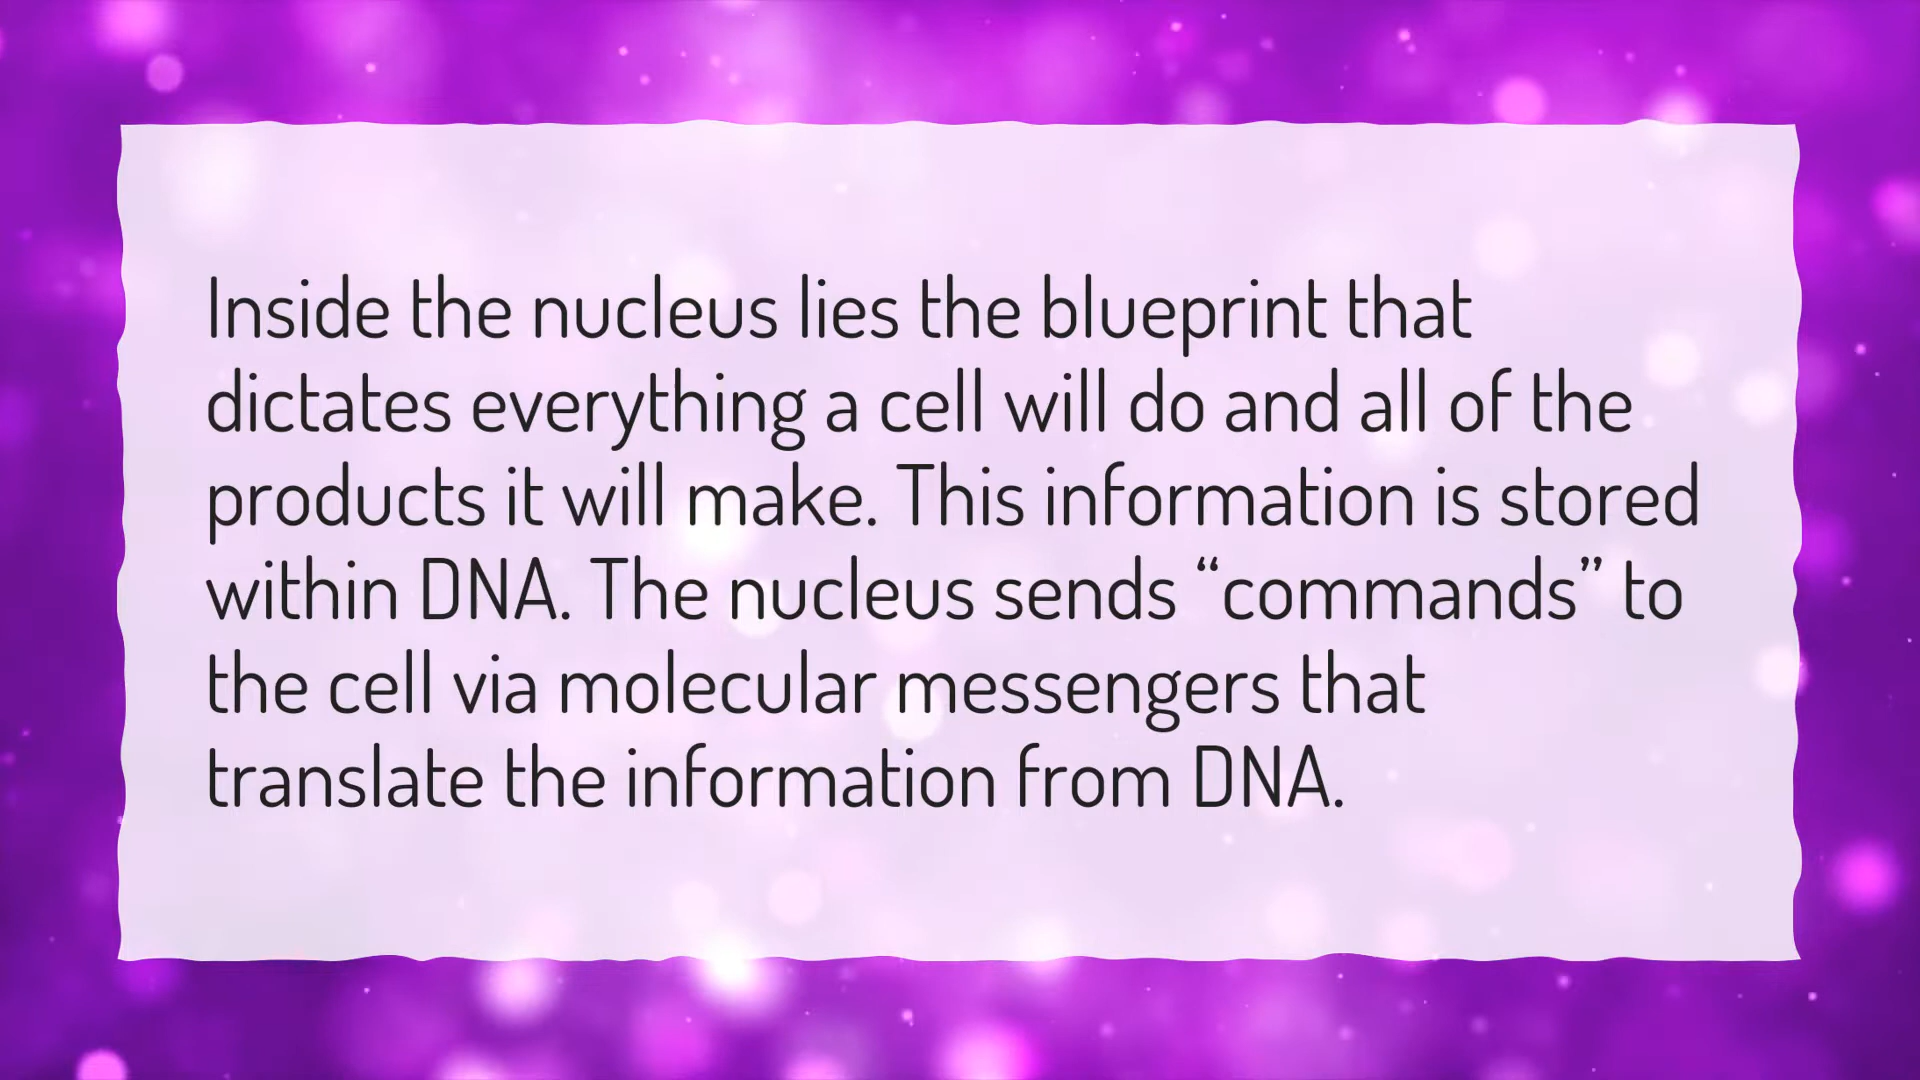 Inside the nucleus lies the blueprint that
dictates everything a cell will do and all of the
products it will make. This information is stored
within DNA. The nucleus sends “commands” to
the cell via molecular messengers that
translate the information from DNA.